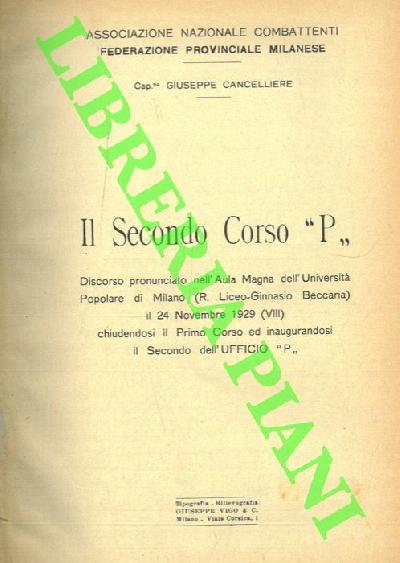 ASSOCIAZIONE NAZIONALE COMBATTENTI
FEDERAZIONE PROVINCIALE MILANESE
Cap.no GIUSEPPE CANCELLIERE
Il Secondo Corso "P„
Discorso pronunciato nell'Aula Magna dell'Università
Popolare di Milano (R. Liceo-Ginnasio Beccaria)
il 24 Novembre 1929 (VIII)
chiudendosi il Primo Corso ed inaugurandosi
il Secondo dell'UFFICIO "P„
Tipografia - Stereografia
GIUSEPPE VIGO & C.
Milano - Viale Corsica, 1
LIBRERIA PIANI